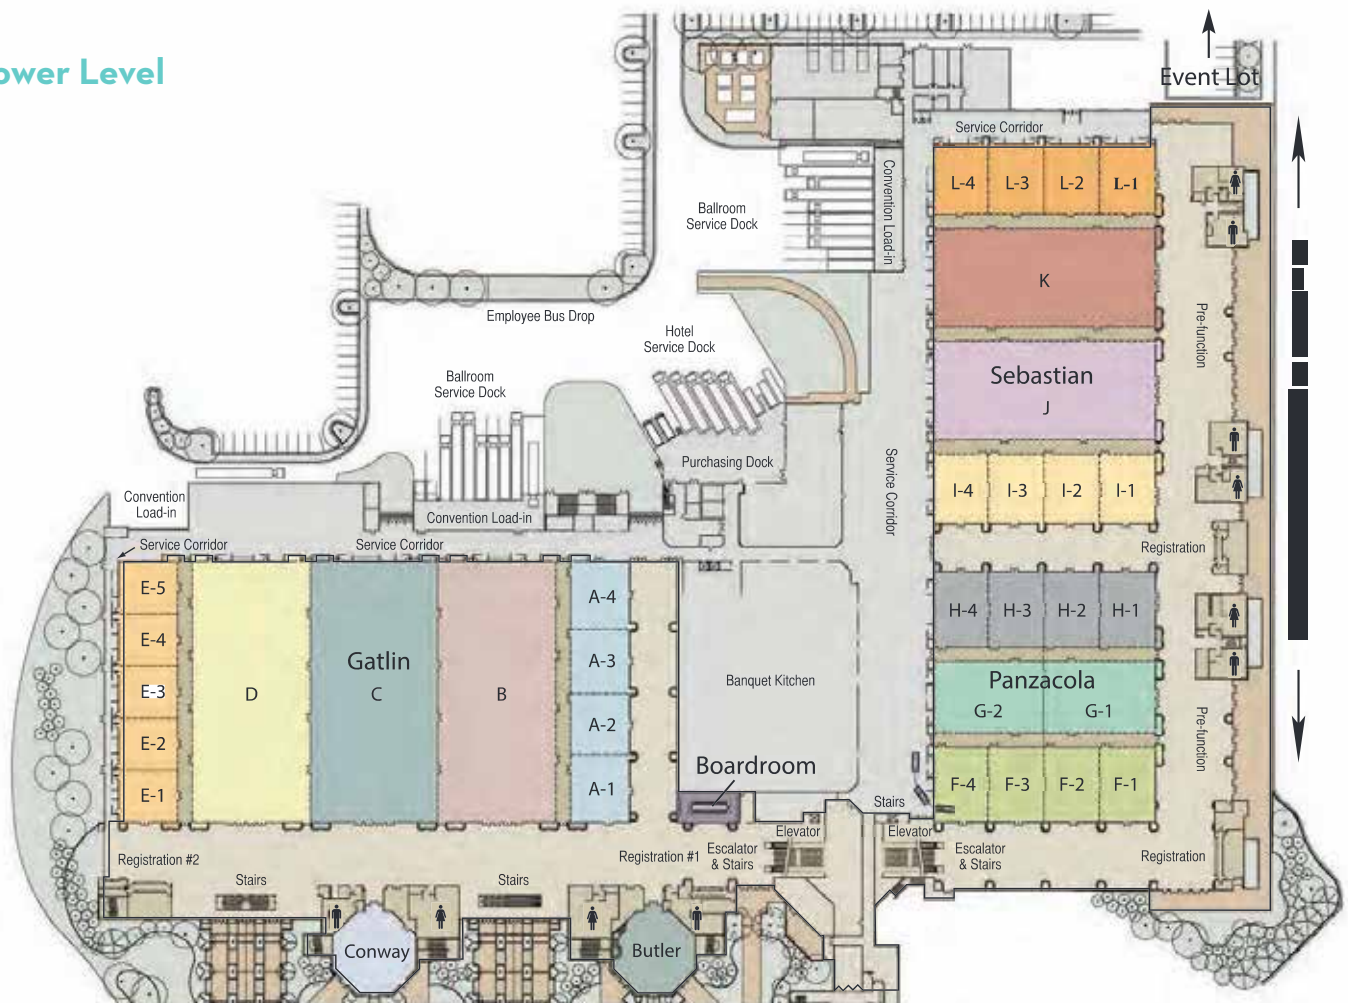 ower Level
Event Lot
Service Corridor
L-4
L-3
L-2
L-1
Convention Load-in
Ballroom
Service Dock
K
Pre-function
Employee Bus Drop
Hotel
Service Dock
Sebastian
J
Ballroom
Service Dock
Service Corridor
Purchasing Dock
I-4
I-3
I-2
I-1
Convention
Load-in
Convention Load-in
Service Corridor
Service Corridor
Registration
E-5
E-4
E-3
E-2
E-1
D
Gatlin
C
B
A-4
A-3
A-2
A-1
Banquet Kitchen
H-4
H-3
H-2
H-1
Panzacola
G-2
G-1
Pre-function
Boardroom
F-4
F-3
F-2
F-1
Stairs
Elevator
Elevator
Registration #2
Registration #1
Escalator
& Stairs
Escalator
& Stairs
Registration
Stairs
Stairs
Conway
Butler